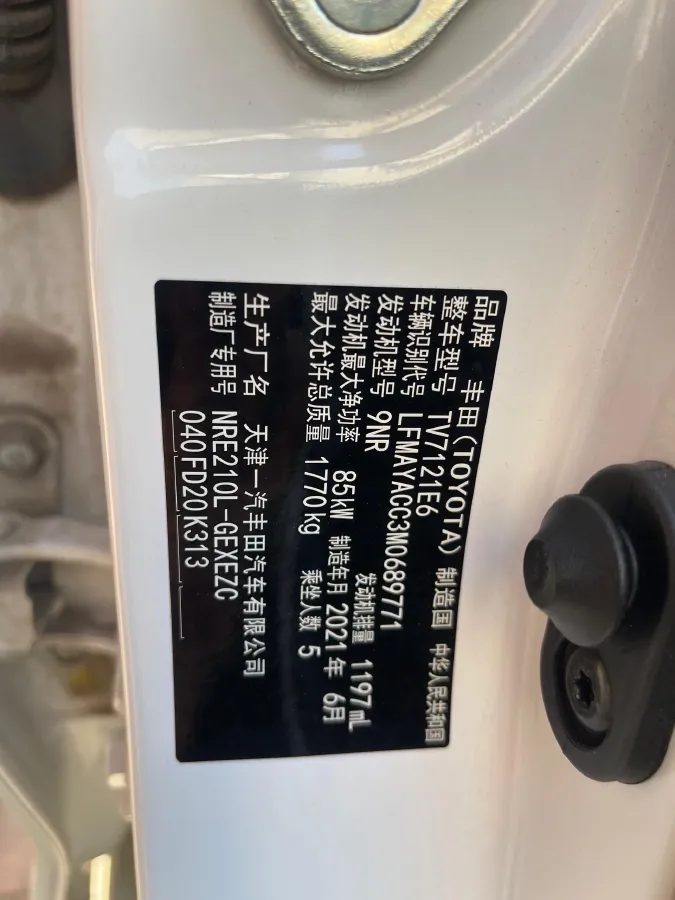 品牌 丰田(TOYOTA) 制造国 中华人民共和国
整车型号 TV7121E6
车辆识别代号 LFMAYACC3M0689771
发动机型号 9NR 发动机排量 1197mL
发动机最大净功率 85kW 制造年月 2021年 6月
最大允许总质量 1770kg 乘坐人数 5
生产厂名 天津一汽丰田汽车有限公司
制造厂专用号 NRE210L-GEXEZC
040FD20K313